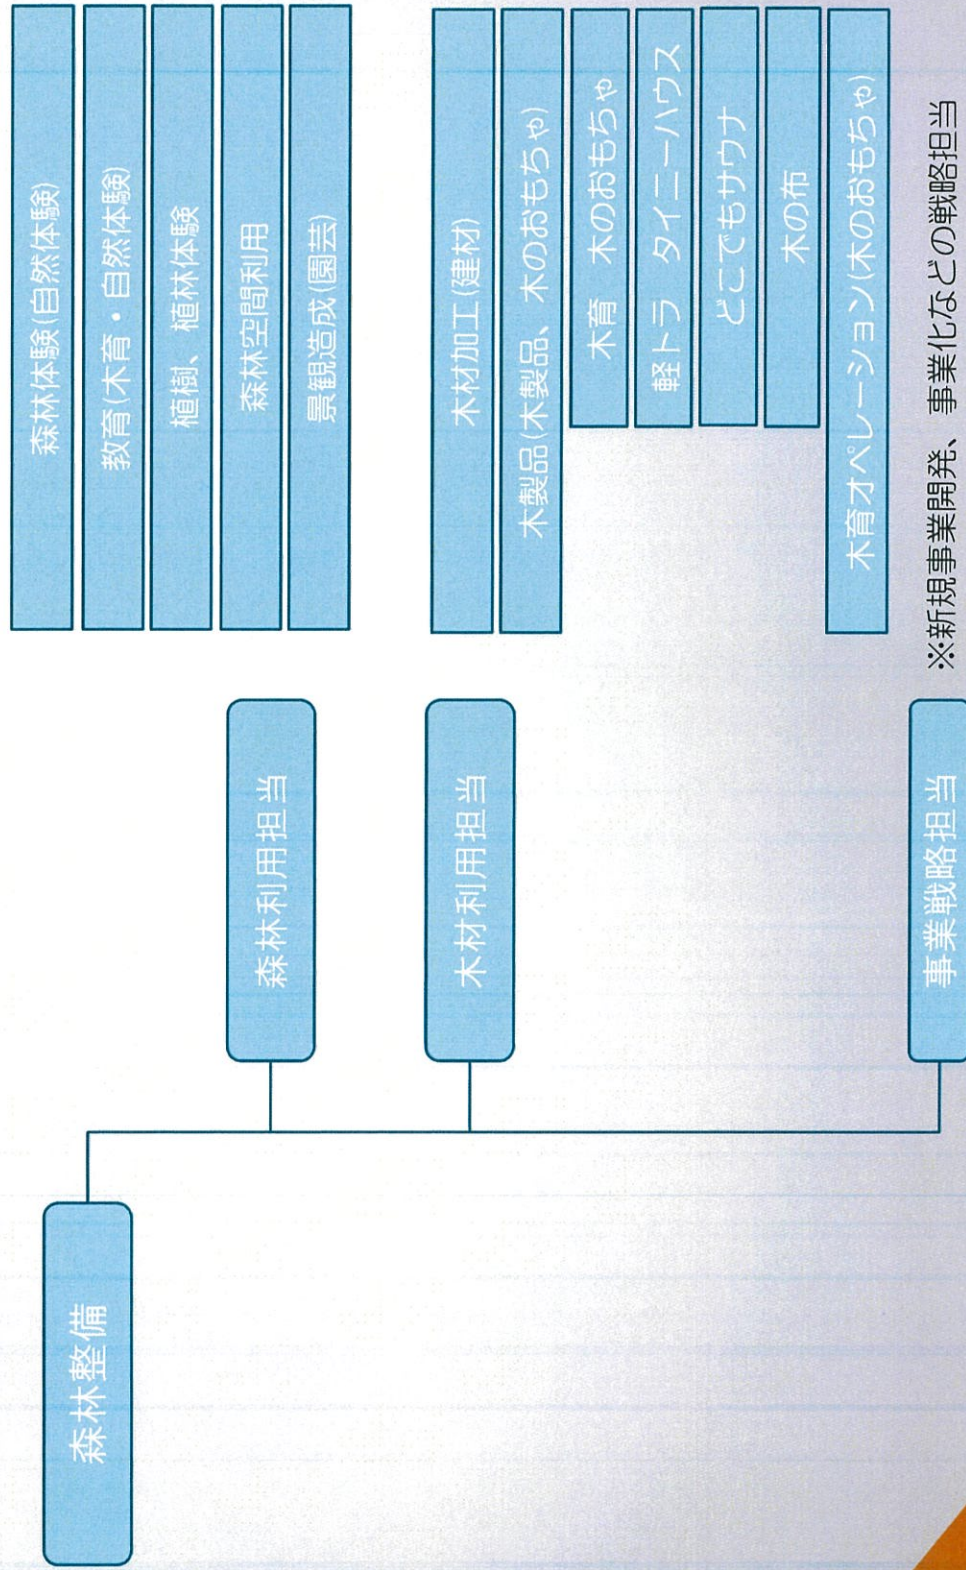 森林整備
森林利用担当
森林体験(自然体験)
教育(木育・自然体験)
植樹、植林体験
森林空間利用
景観造成(園芸)
木材利用担当
木材加工(建材)
木製品(木製品、木のおもちゃ)
木育 木のおもちゃ
軽トラ タイニーハウス
どこでもサウナ
木の布
木育オペレーション(木のおもちゃ)
事業戦略担当
※新規事業開発、事業化などの戦略担当